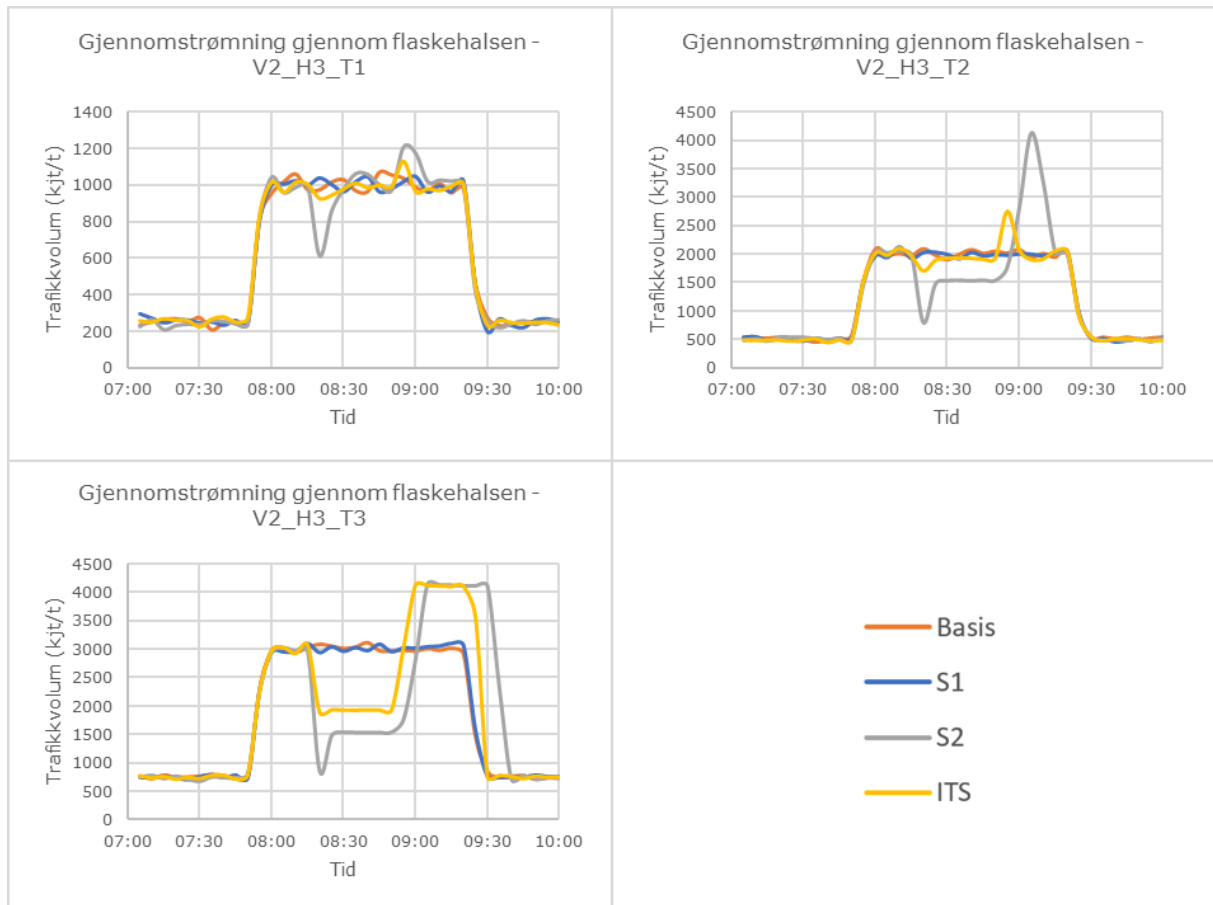 Gjennomstrømning gjennom flaskehalsen -
V2_H3_T1
Trafikkvolum (kjt/t)
1400
1200
1000
800
600
400
200
0
07:00 07:30 08:00 08:30 09:00 09:30 10:00
Tid
Gjennomstrømning gjennom flaskehalsen -
V2_H3_T2
Trafikkvolum (kjt/t)
4500
4000
3500
3000
2500
2000
1500
1000
500
0
07:00 07:30 08:00 08:30 09:00 09:30 10:00
Tid
Gjennomstrømning gjennom flaskehalsen -
V2_H3_T3
Trafikkvolum (kjt/t)
4500
4000
3500
3000
2500
2000
1500
1000
500
0
07:00 07:30 08:00 08:30 09:00 09:30 10:00
Tid
Basis
S1
S2
ITS